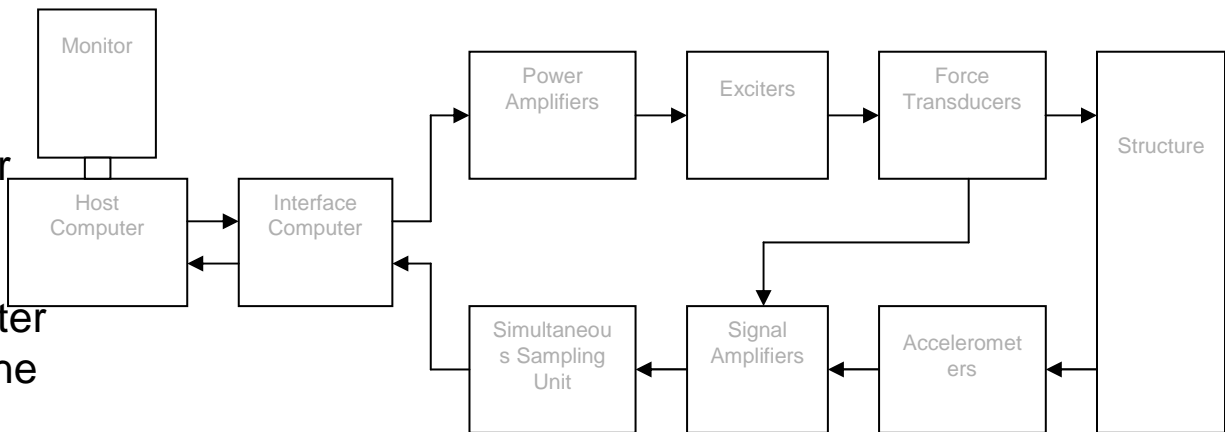 Monitor
Power
Amplifiers
Exciters
Force
Transducers
Structure
Host
Computer
Interface
Computer
Simultaneou
s Sampling
Unit
Signal
Amplifiers
Acceleromet
ers